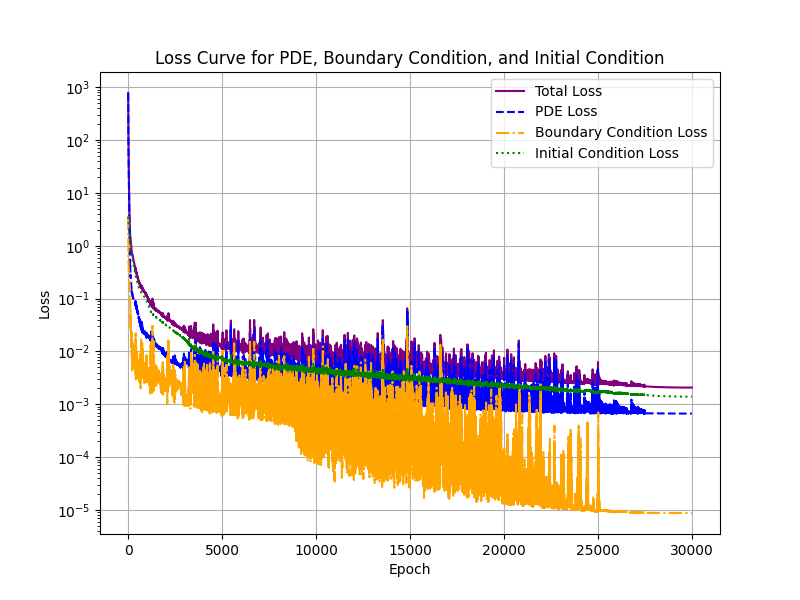 Loss Curve for PDE, Boundary Condition, and Initial Condition
Total Loss
PDE Loss
Boundary Condition Loss
Initial Condition Loss
Loss
10³
10²
10¹
10⁰
10⁻¹
10⁻²
10⁻³
10⁻⁴
10⁻⁵
0 5000 10000 15000 20000 25000 30000
Epoch